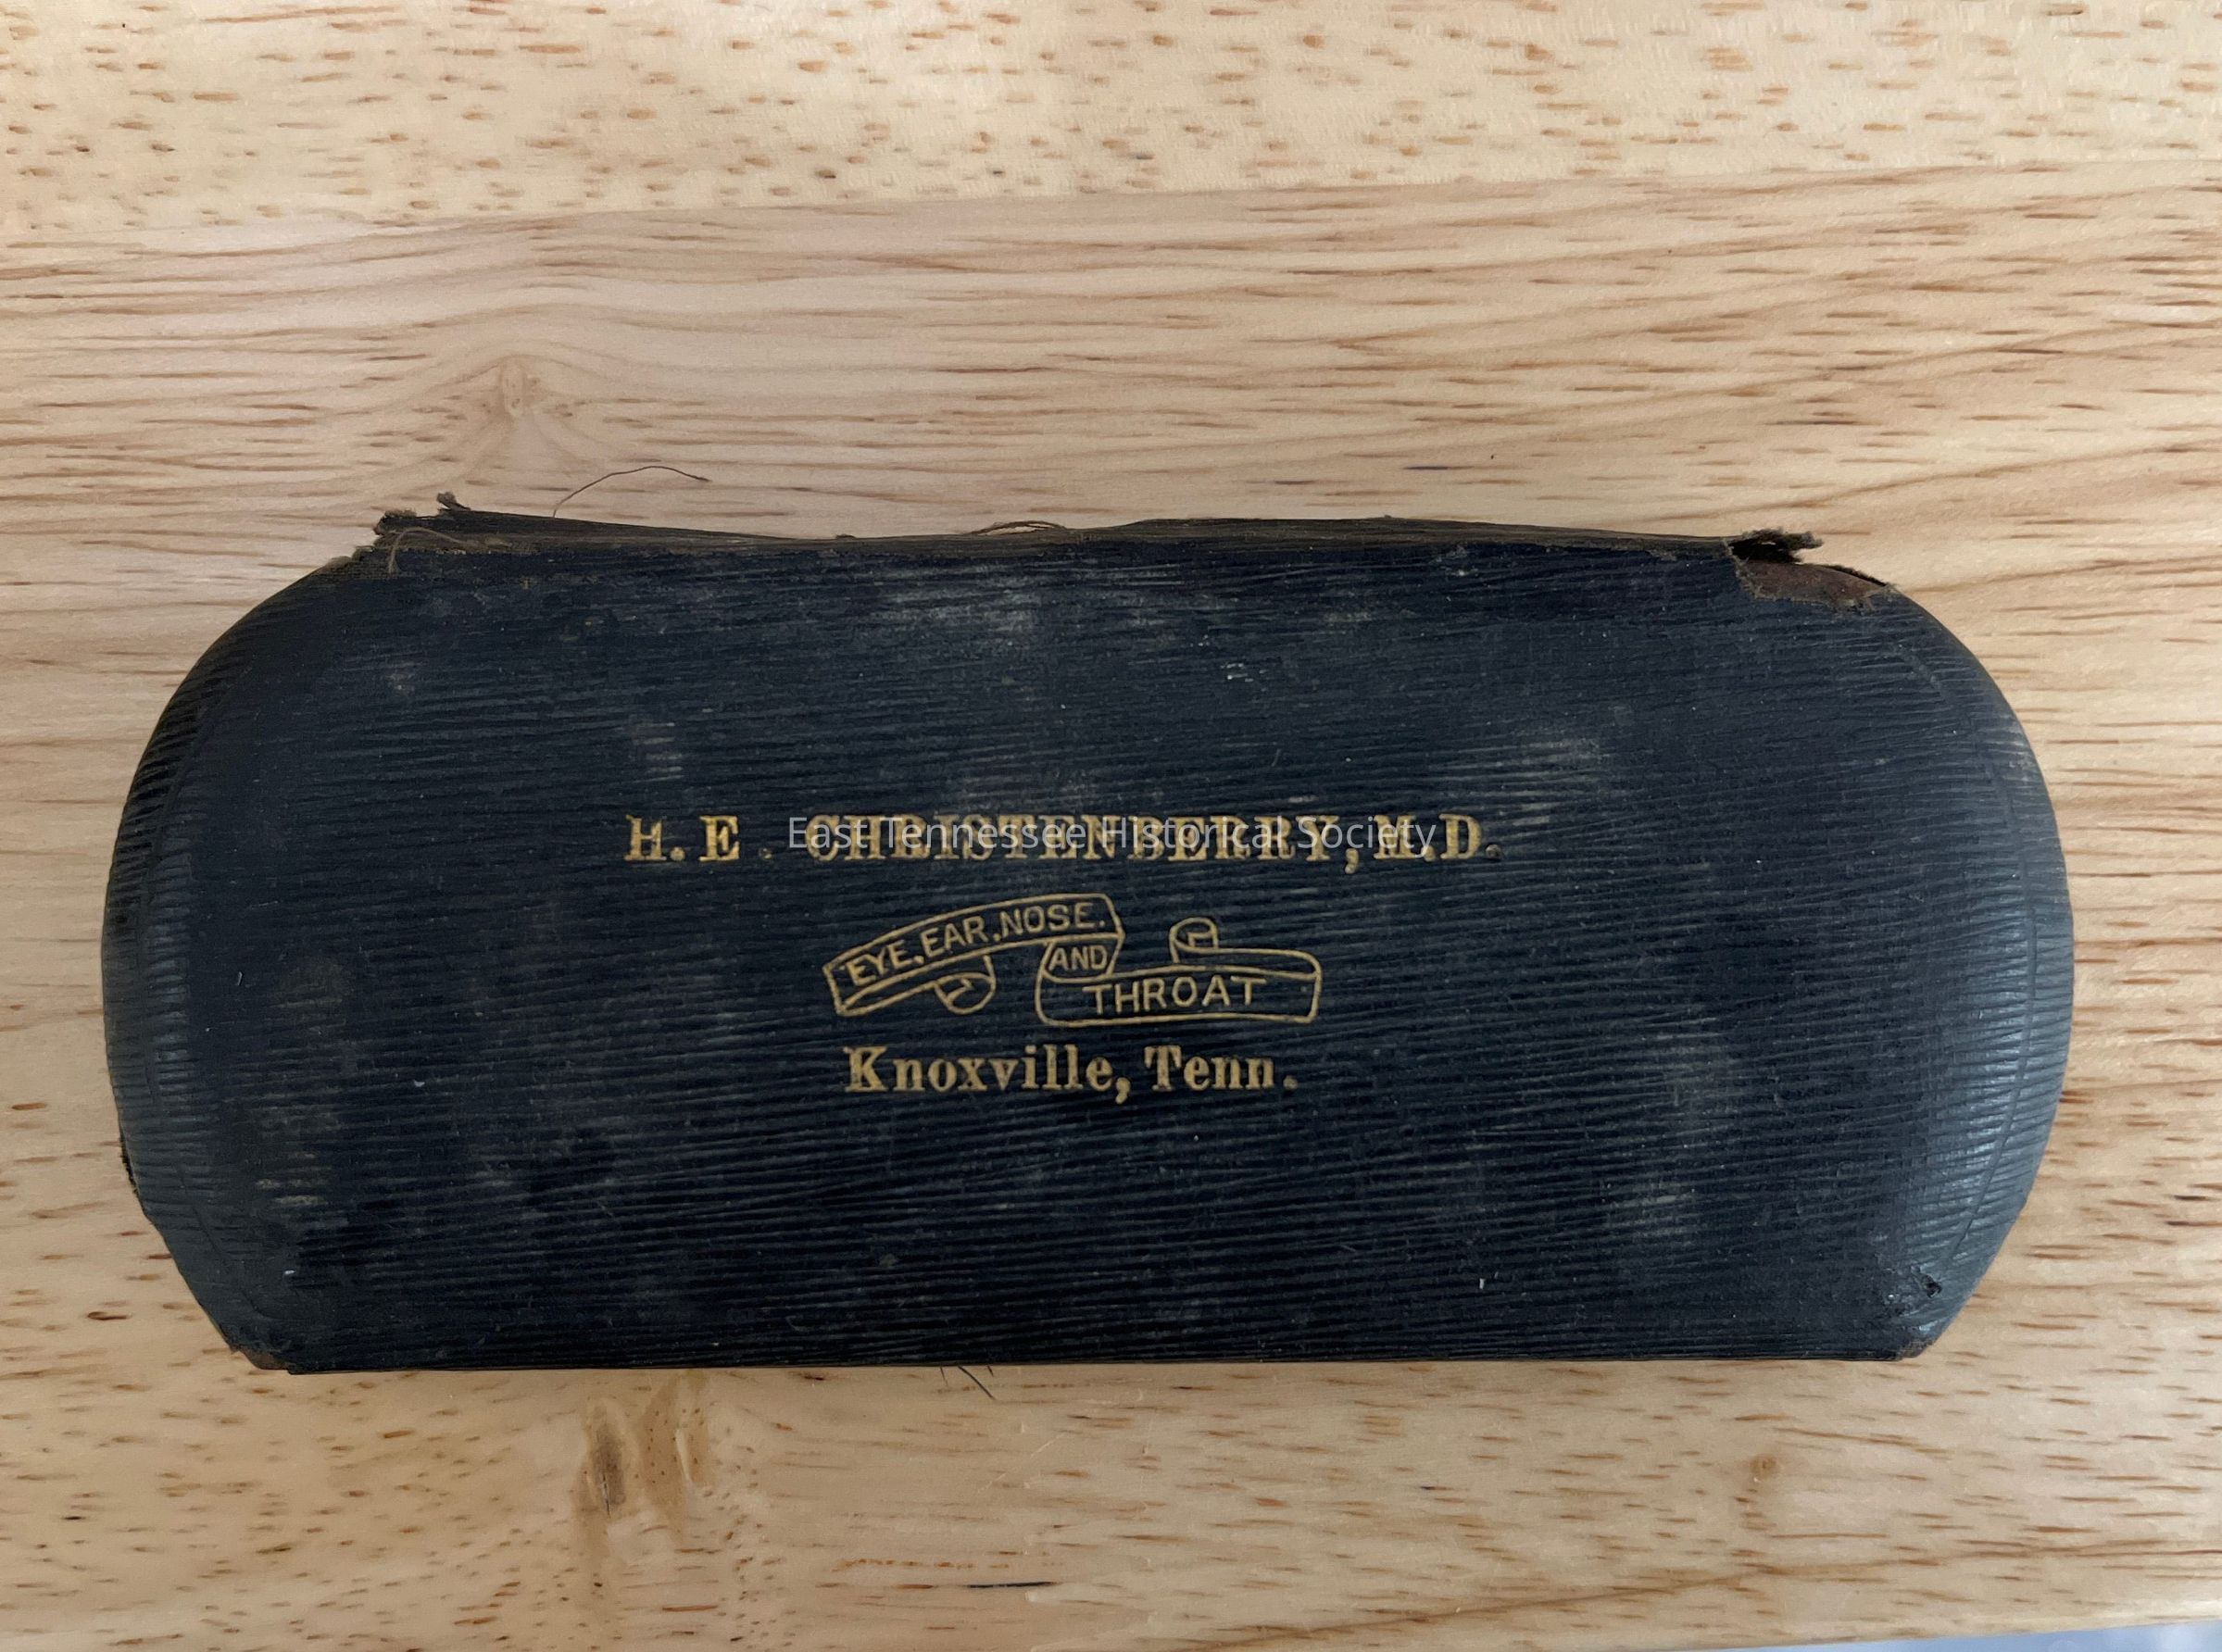 H. E. CHRISTENBERRY, M.D.
East Tennessee Historical Society
EYE, EAR, NOSE,
AND
THROAT
Knoxville, Tenn.